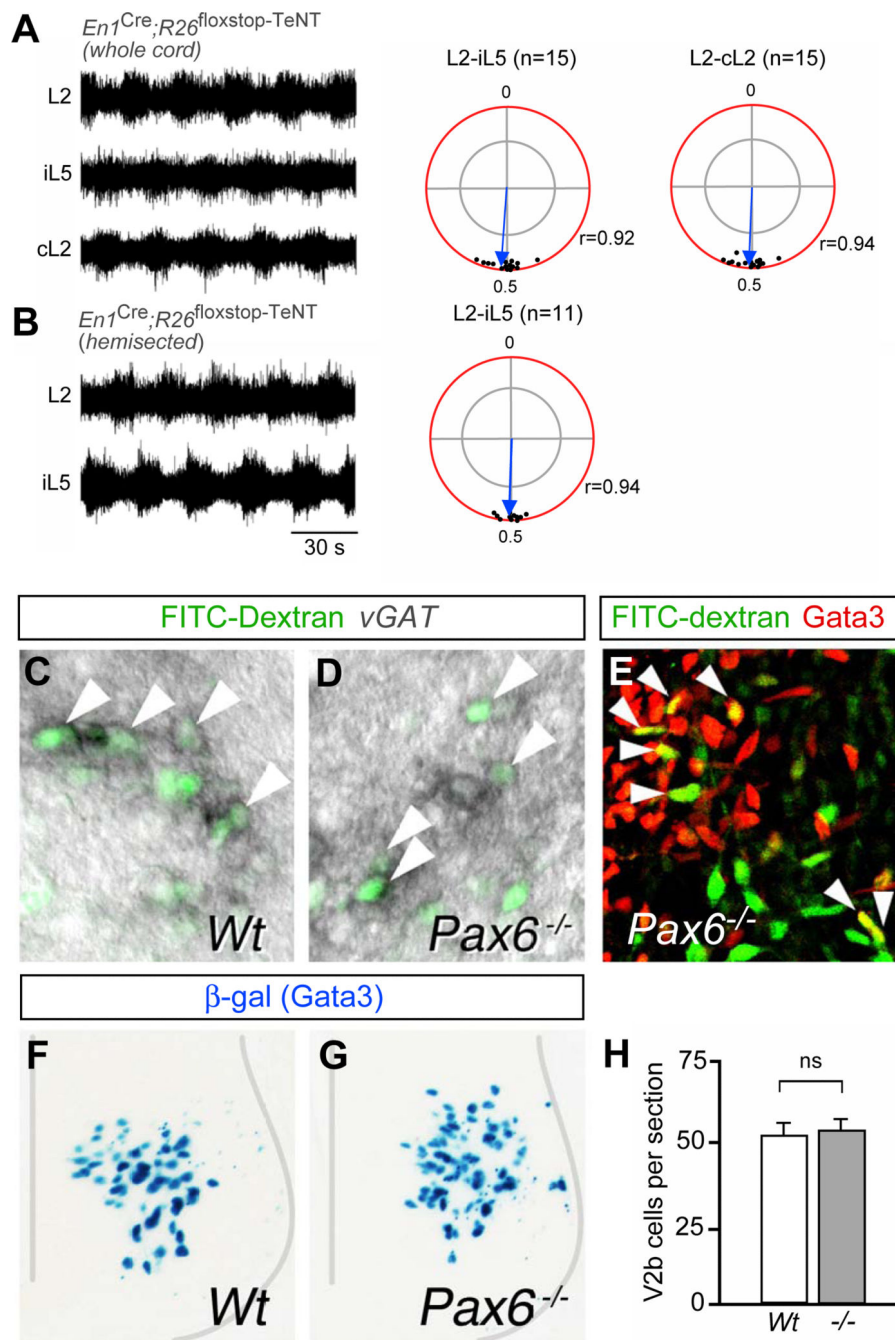 A
En1Cre;R26floxstop-TeNT
(whole cord)
L2
iL5
cL2
L2-iL5 (n=15)
0
r=0.92
0.5
L2-cL2 (n=15)
0
r=0.94
0.5
B
En1Cre;R26floxstop-TeNT
(hemisected)
L2
iL5
30 s
L2-iL5 (n=11)
0
r=0.94
0.5
FITC-Dextran vGAT
FITC-dextran Gata3
C
Wt
D
Pax6-/-
E
Pax6-/-
β-gal (Gata3)
F
Wt
G
Pax6-/-
H
V2b cells per section
75
50
25
0
ns
Wt -/-